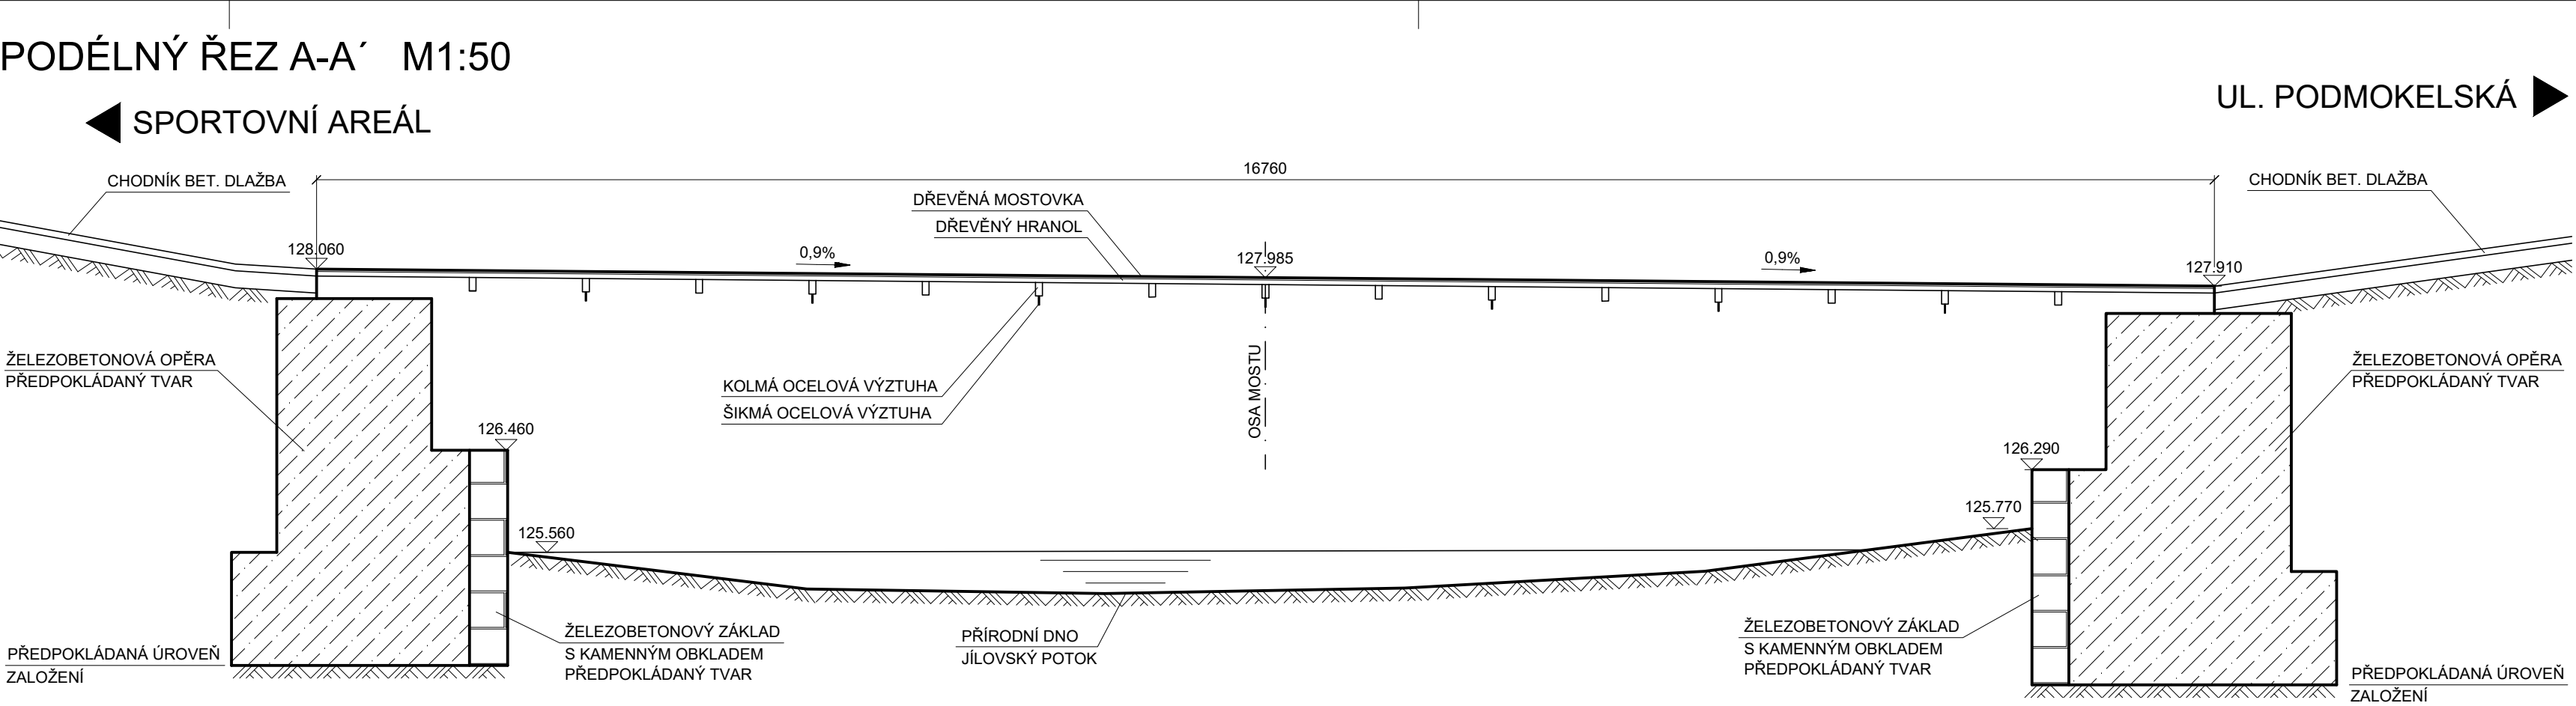 PODÉLNÝ ŘEZ A-A´ M1:50
SPORTOVNÍ AREÁL
UL. PODMOKELSKÁ
16760
CHODNÍK BET. DLAŽBA
CHODNÍK BET. DLAŽBA
DŘEVĚNÁ MOSTOVKA
DŘEVĚNÝ HRANOL
128.060
0,9%
127.985
0,9%
127.910
ŽELEZOBETONOVÁ OPĚRA
PŘEDPOKLÁDANÝ TVAR
KOLMÁ OCELOVÁ VÝZTUHA
ŠIKMÁ OCELOVÁ VÝZTUHA
OSA MOSTU
ŽELEZOBETONOVÁ OPĚRA
PŘEDPOKLÁDANÝ TVAR
126.460
126.290
125.560
125.770
PŘEDPOKLÁDANÁ ÚROVEŇ
ZALOŽENÍ
ŽELEZOBETONOVÝ ZÁKLAD
S KAMENNÝM OBKLADEM
PŘEDPOKLÁDANÝ TVAR
PŘÍRODNÍ DNO
JÍLOVSKÝ POTOK
ŽELEZOBETONOVÝ ZÁKLAD
S KAMENNÝM OBKLADEM
PŘEDPOKLÁDANÝ TVAR
PŘEDPOKLÁDANÁ ÚROVEŇ
ZALOŽENÍ